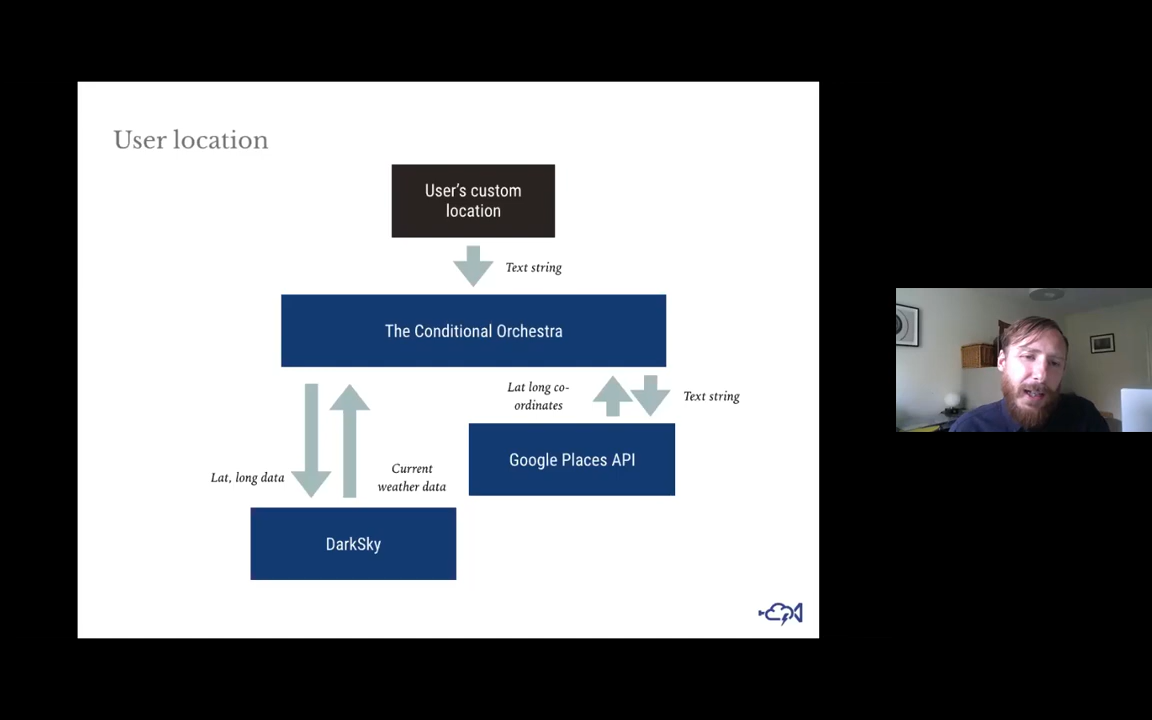 User location
User's custom
location
Text string
The Conditional Orchestra
Lat long co-
ordinates
Text string
Google Places API
Lat, long data
Current
weather data
DarkSky